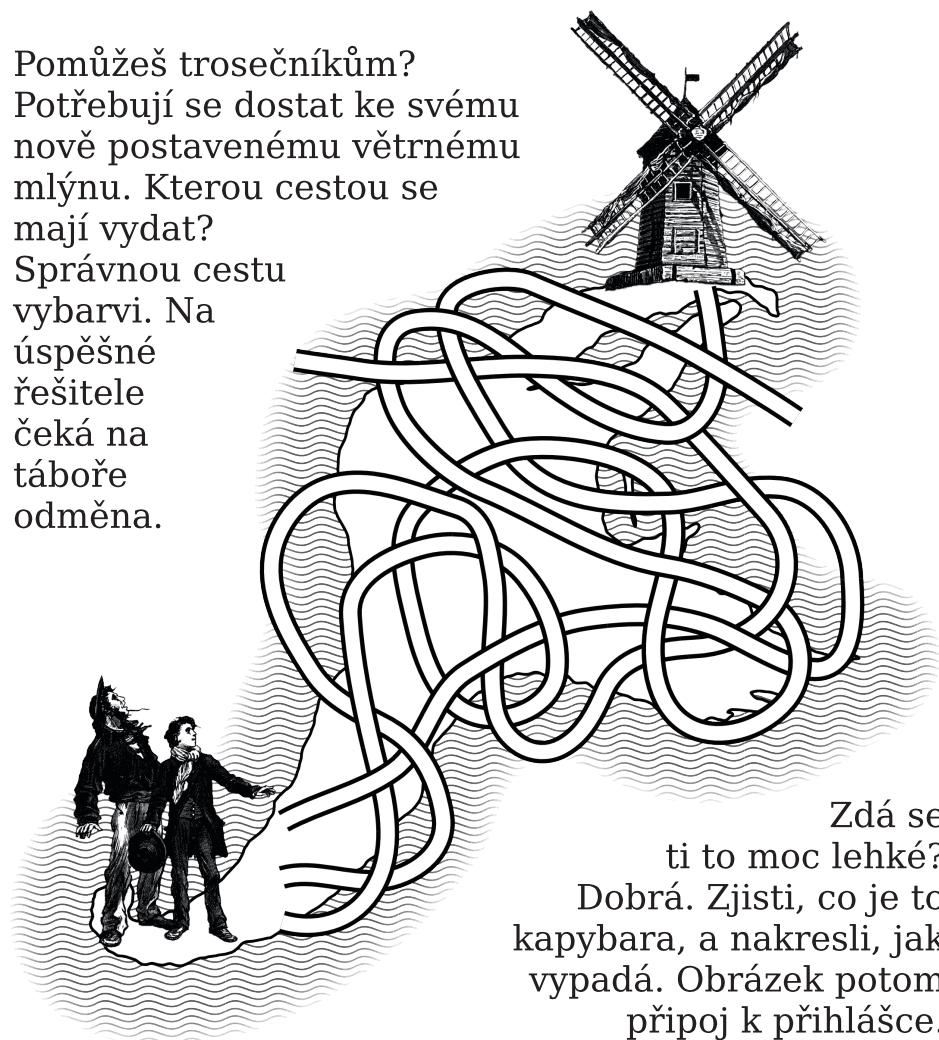 Pomůžeš trosečníkům?
Potřebují se dostat ke svému
nově postavenému větrnému
mlýnu. Kterou cestou se
mají vydat?
Správnou cestu
vybarvi. Na
úspěšné
řešitele
čeká na
táboře
odměna.
Zdá se
ti to moc lehké?
Dobrá. Zjisti, co je to
kapybara, a nakresli, jak
vypadá. Obrázek potom
připoj k přihlášce.